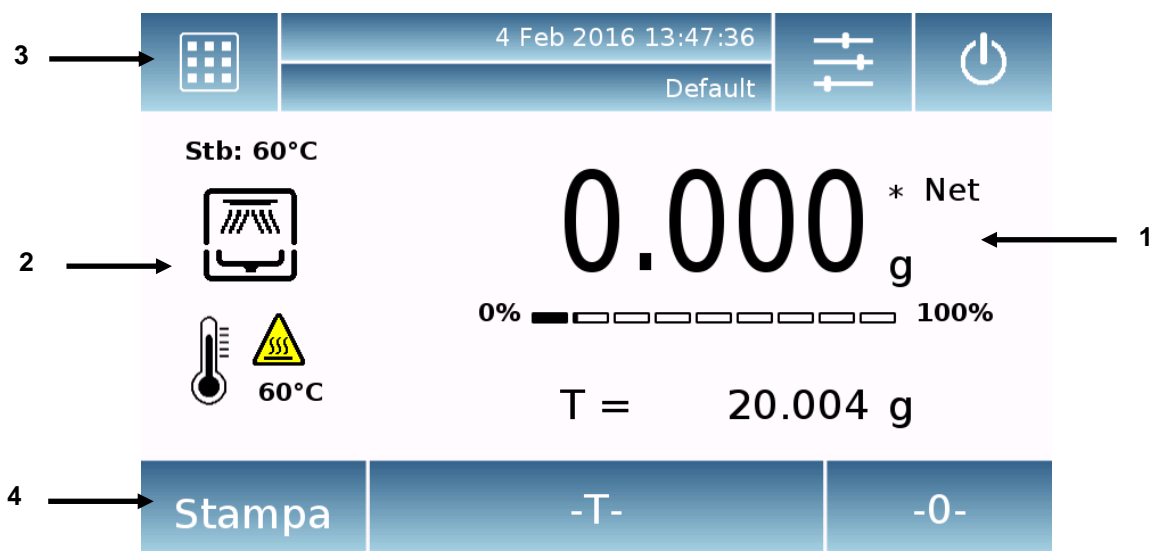 3
4 Feb 2016 13:47:36
Default
Stb: 60°C
0.000 * Net
g
1
2
0% 100%
60°C
T = 20.004 g
4
Stampa -T- -0-